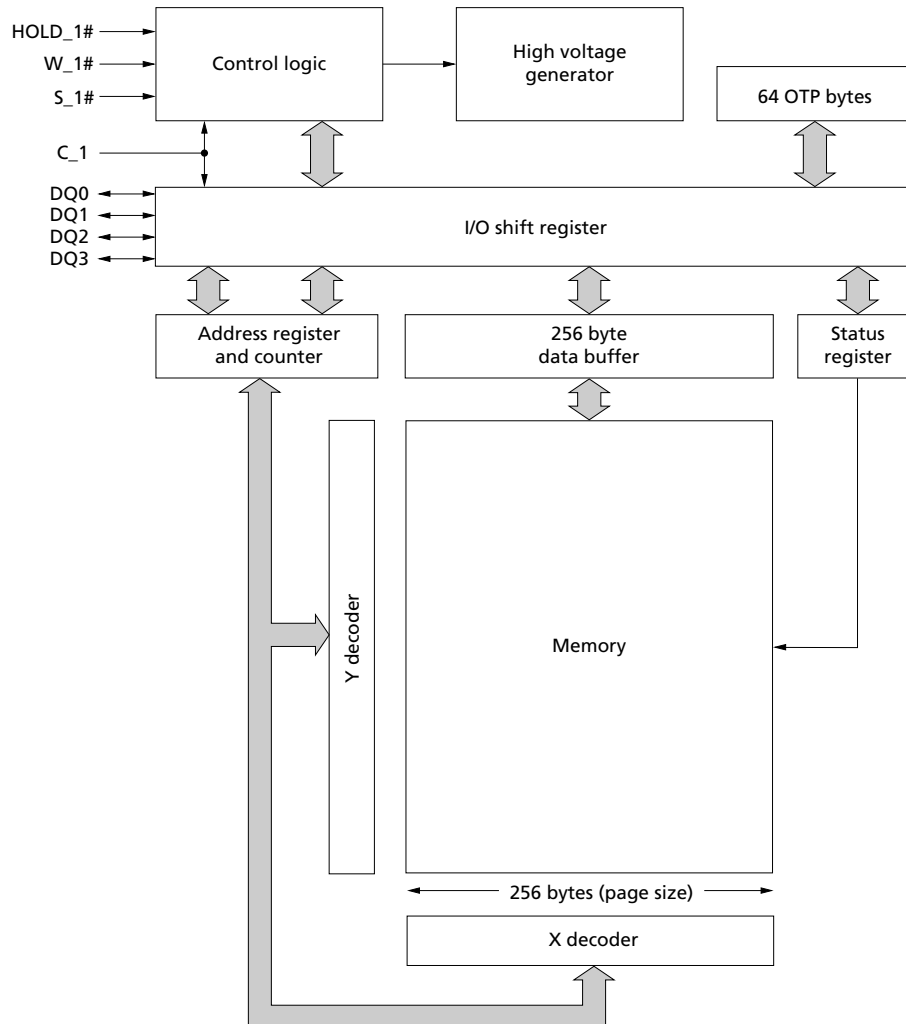 HOLD_1#
W_1#
S_1#
C_1
Control logic
High voltage
generator
64 OTP bytes
DQ0
DQ1
DQ2
DQ3
I/O shift register
Address register
and counter
256 byte
data buffer
Status
register
Y decoder
Memory
256 bytes (page size)
X decoder